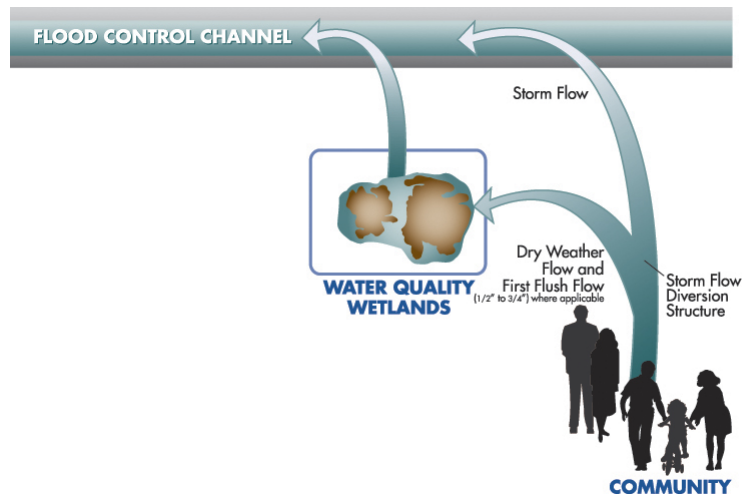 FLOOD CONTROL CHANNEL
Storm Flow
Dry Weather
Flow and
First Flush Flow
(1/2" to 3/4") where applicable
Storm Flow
Diversion
Structure
WATER QUALITY
WETLANDS
COMMUNITY